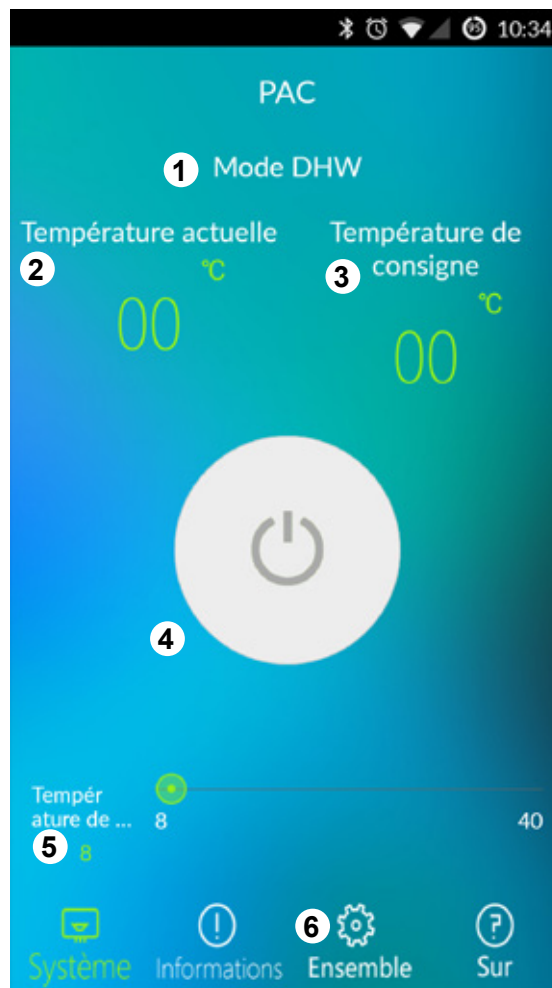 95 10:34
PAC
1 Mode DHW
Température actuelle
2 °C
00
Température de
3 consigne
°C
00
4
Tempér
ature de ...
5 8
8 40
Système Informations 6 Ensemble Sur